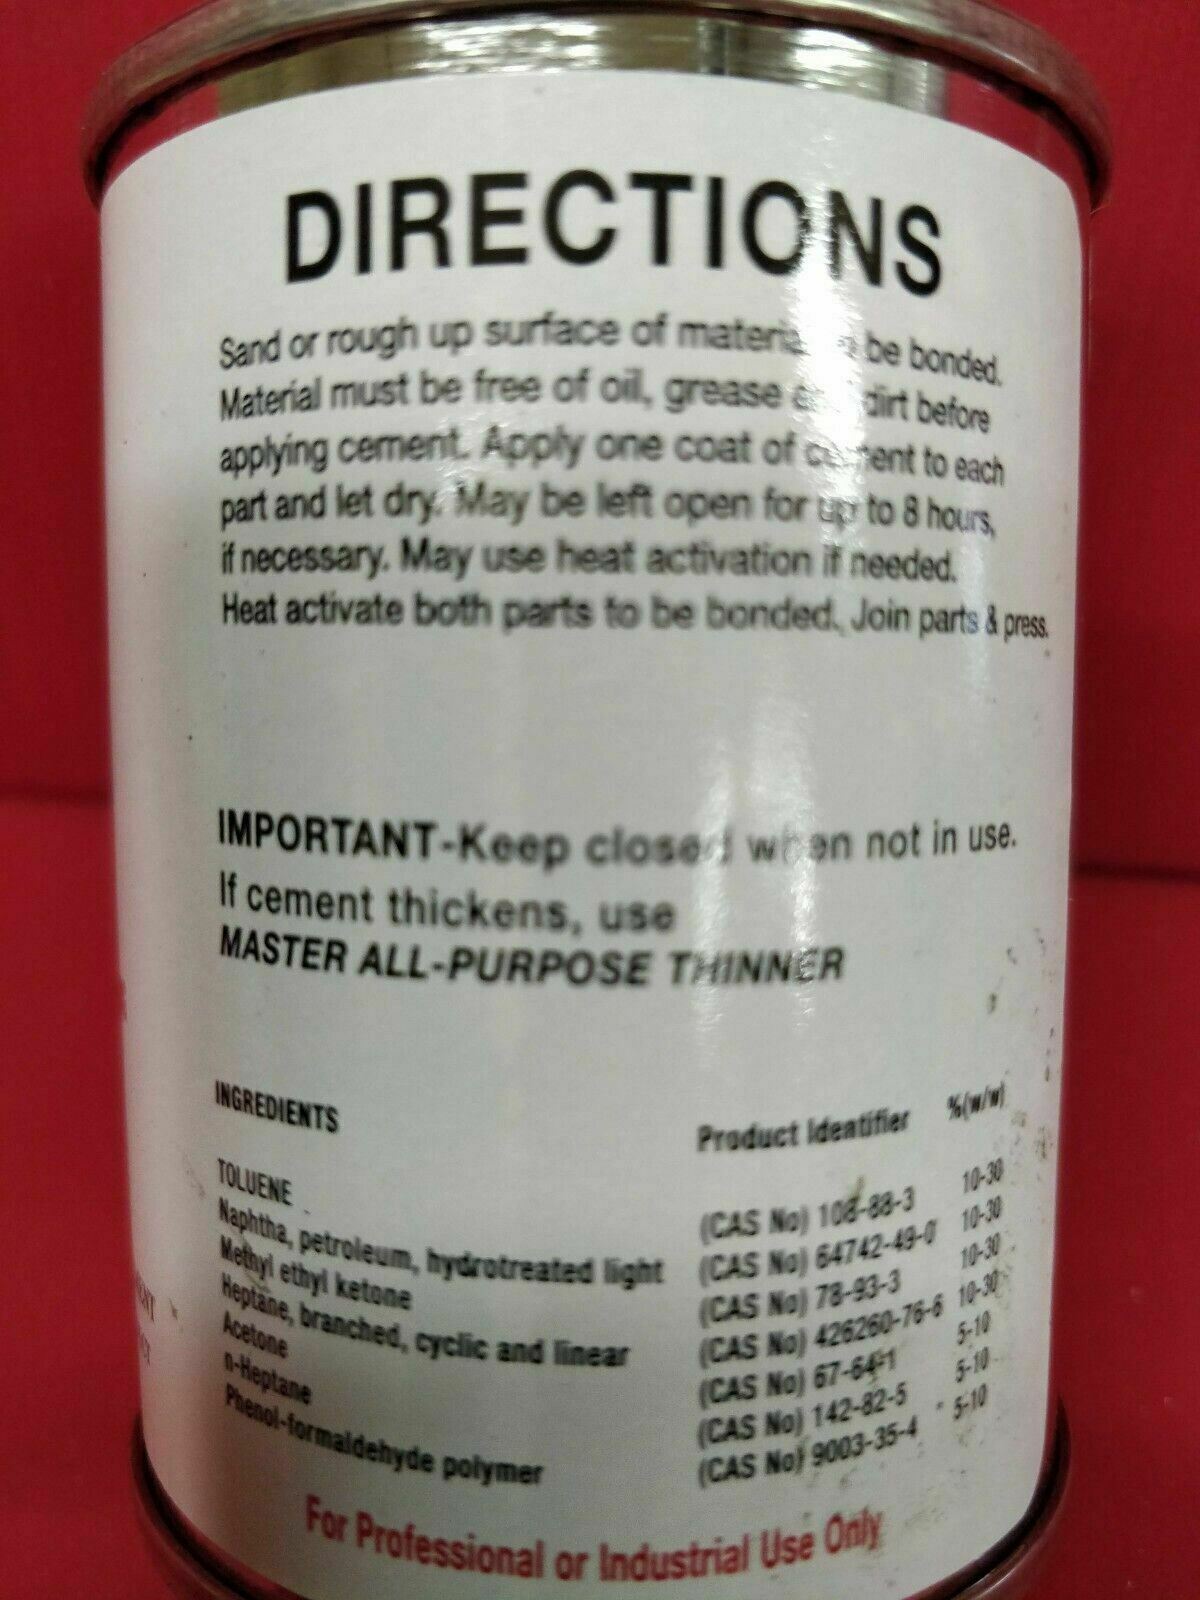 DIRECTIONS
Sand or rough up surface of material to be bonded.
Material must be free of oil, grease and dirt before
applying cement. Apply one coat of cement to each
part and let dry. May be left open for up to 8 hours,
if necessary. May use heat activation if needed.
Heat activate both parts to be bonded. Join parts & press.
IMPORTANT-Keep closed when not in use.
If cement thickens, use
MASTER ALL-PURPOSE THINNER
INGREDIENTS Product Identifier %(w/w)
TOLUENE (CAS No) 108-88-3 10-30
Naphtha, petroleum, hydrotreated light (CAS No) 64742-49-0 10-30
Methyl ethyl ketone (CAS No) 78-93-3 10-30
Heptane, branched, cyclic and linear (CAS No) 426260-76-6 10-30
Acetone (CAS No) 67-64-1 5-10
n-Heptane (CAS No) 142-82-5 5-10
Phenol-formaldehyde polymer (CAS No) 9003-35-4 5-10
For Professional or Industrial Use Only